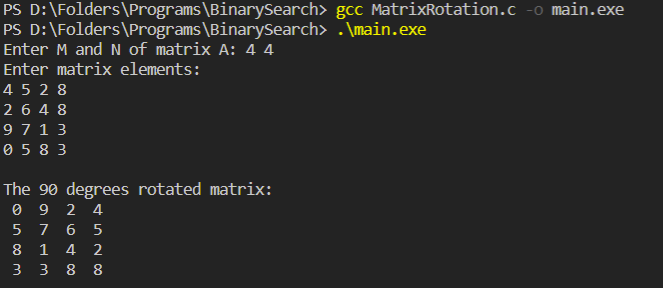 PS D:\Folders\Programs\BinarySearch> gcc MatrixRotation.c -o main.exe
PS D:\Folders\Programs\BinarySearch> .\main.exe
Enter M and N of matrix A: 4 4
Enter matrix elements:
4 5 2 8
2 6 4 8
9 7 1 3
0 5 8 3

The 90 degrees rotated matrix:
 0  9  2  4
 5  7  6  5
 8  1  4  2
 3  3  8  8